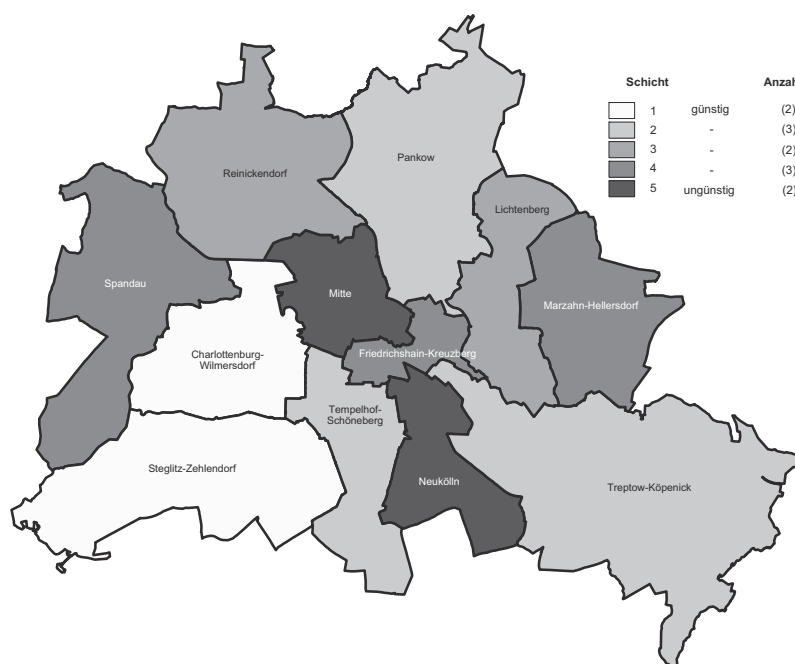 Schicht Anzah
1 günstig (2)
2 - (3)
3 - (2)
4 - (3)
5 ungünstig (2)
Pankow
Reinickendorf
Lichtenberg
Spandau
Mitte
Marzahn-Hellersdorf
Charlottenburg-
Wilmersdorf
Friedrichshain-Kreuzberg
Tempelhof-
Schöneberg
Steglitz-Zehlendorf
Neukölln
Treptow-Köpenick